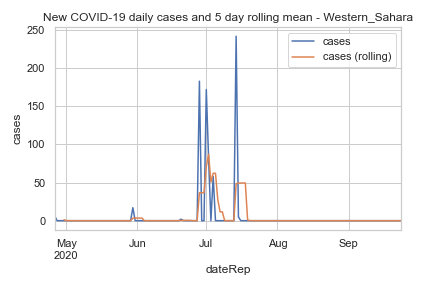 New COVID-19 daily cases and 5 day rolling mean - Western_Sahara
cases
cases (rolling)
250
200
150
100
50
0
cases
May
2020
Jun
Jul
Aug
Sep
dateRep